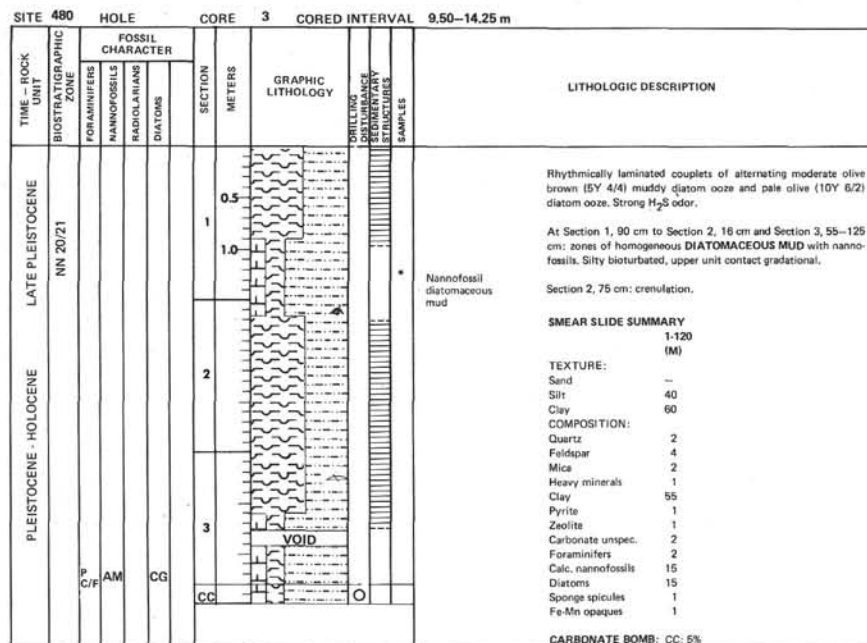 SITE 480 HOLE CORE 3 CORED INTERVAL 9.50–14.25 m
TIME – ROCK UNIT
BIOSTRATIGRAPHIC ZONE
FOSSIL CHARACTER
FORAMINIFERS
NANNOFOSSILS
RADIOLARIANS
DIATOMS
SECTION
METERS
GRAPHIC LITHOLOGY
DRILLING DISTURBANCE
SEDIMENTARY STRUCTURES
SAMPLES
LITHOLOGIC DESCRIPTION
LATE PLEISTOCENE
PLEISTOCENE - HOLOCENE
NN 20/21
P C/F
AM
CG
1
0.5
1.0
2
3
VOID
CC
*
Nannofossil
diatomaceous
mud
Rhythmically laminated couplets of alternating moderate olive
brown (5Y 4/4) muddy diatom ooze and pale olive (10Y 6/2)
diatom ooze. Strong H2S odor.
At Section 1, 90 cm to Section 2, 16 cm and Section 3, 55–125
cm: zones of homogeneous DIATOMACEOUS MUD with nanno-
fossils. Silty bioturbated, upper unit contact gradational.
Section 2, 75 cm: crenulation.
SMEAR SLIDE SUMMARY
1-120
(M)
TEXTURE:
Sand –
Silt 40
Clay 60
COMPOSITION:
Quartz 2
Feldspar 4
Mica 2
Heavy minerals 1
Clay 55
Pyrite 1
Zeolite 1
Carbonate unspec. 2
Foraminifers 2
Calc. nannofossils 15
Diatoms 15
Sponge spicules 1
Fe-Mn opaques 1
CARBONATE BOMB: CC: 5%